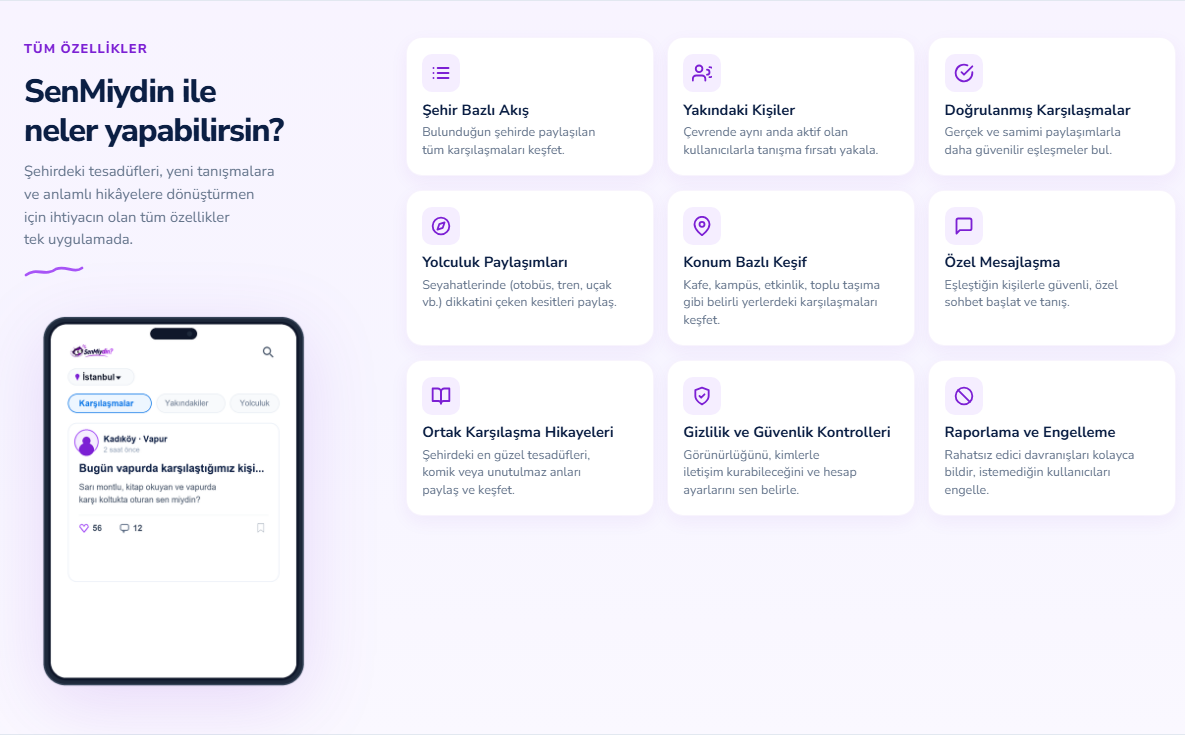 TÜM ÖZELLİKLER
SenMiydin ile
neler yapabilirsin?
Şehirdeki tesadüfleri, yeni tanışmalara
ve anlamlı hikâyelere dönüştürmen
için ihtiyacın olan tüm özellikler
tek uygulamada.
SenMiydin?
İstanbul
Karşılaşmalar
Yakındakiler
Yolculuk
Kadıköy · Vapur
2 saat önce
Bugün vapurda karşılaştığımız kişi...
Sarı montlu, kitap okuyan ve vapurda
karşı koltukta oturan sen miydin?
56
12
Şehir Bazlı Akış
Bulunduğun şehirde paylaşılan
tüm karşılaşmaları keşfet.
Yakındaki Kişiler
Çevrende aynı anda aktif olan
kullanıcılarla tanışma fırsatı yakala.
Doğrulanmış Karşılaşmalar
Gerçek ve samimi paylaşımlarla
daha güvenilir eşleşmeler bul.
Yolculuk Paylaşımları
Seyahatlerinde (otobüs, tren, uçak
vb.) dikkatini çeken kesitleri paylaş.
Konum Bazlı Keşif
Kafe, kampüs, etkinlik, toplu taşıma
gibi belirli yerlerdeki karşılaşmaları
keşfet.
Özel Mesajlaşma
Eşleştiğin kişilerle güvenli, özel
sohbet başlat ve tanış.
Ortak Karşılaşma Hikayeleri
Şehirdeki en güzel tesadüfleri,
komik veya unutulmaz anları
paylaş ve keşfet.
Gizlilik ve Güvenlik Kontrolleri
Görünürlüğünü, kimlerle
iletişim kurabileceğini ve hesap
ayarlarını sen belirle.
Raporlama ve Engelleme
Rahatsız edici davranışları kolayca
bildir, istemediğin kullanıcıları
engelle.